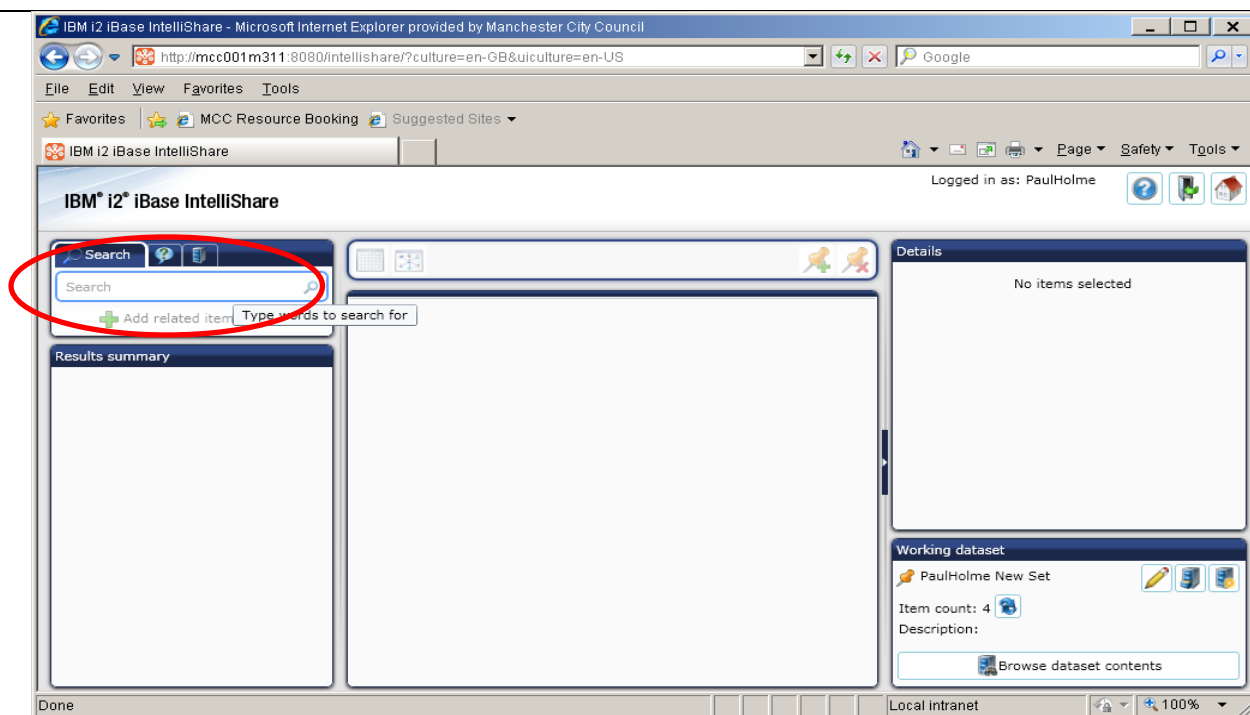 IBM i2 iBase IntelliShare - Microsoft Internet Explorer provided by Manchester City Council
http://mcc001m311:8080/intellishare/?culture=en-GB&uiculture=en-US
Google
File Edit View Favorites Tools
Favorites MCC Resource Booking Suggested Sites
IBM i2 iBase IntelliShare
Page Safety Tools
IBM® i2® iBase IntelliShare
Logged in as: PaulHolme
Search
Search
Add related item
Type words to search for
Results summary
Details
No items selected
Working dataset
PaulHolme New Set
Item count: 4
Description:
Browse dataset contents
Done
Local intranet
100%